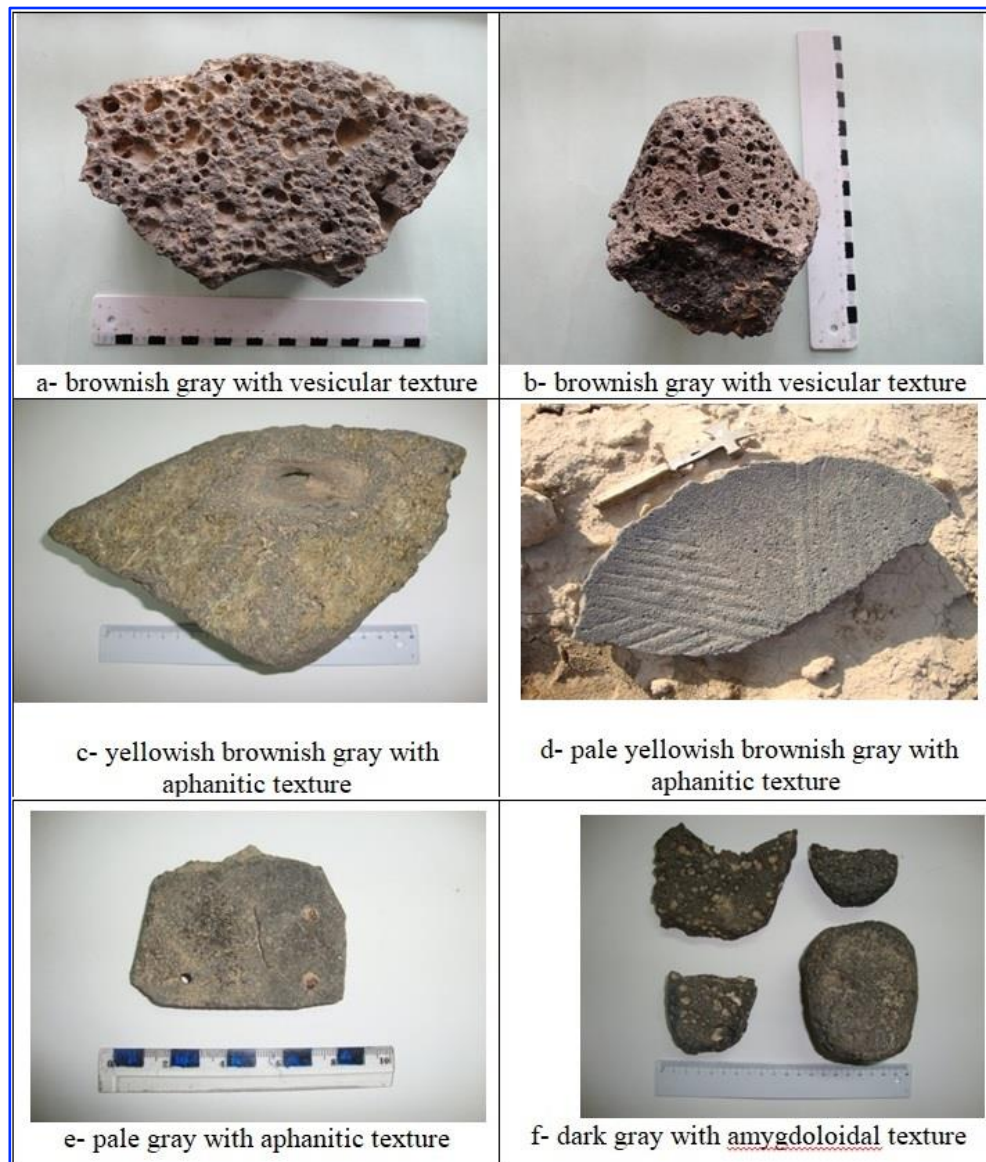 a- brownish gray with vesicular texture
b- brownish gray with vesicular texture
c- yellowish brownish gray with
aphanitic texture
d- pale yellowish brownish gray with
aphanitic texture
e- pale gray with aphanitic texture
f- dark gray with amygdoloidal texture